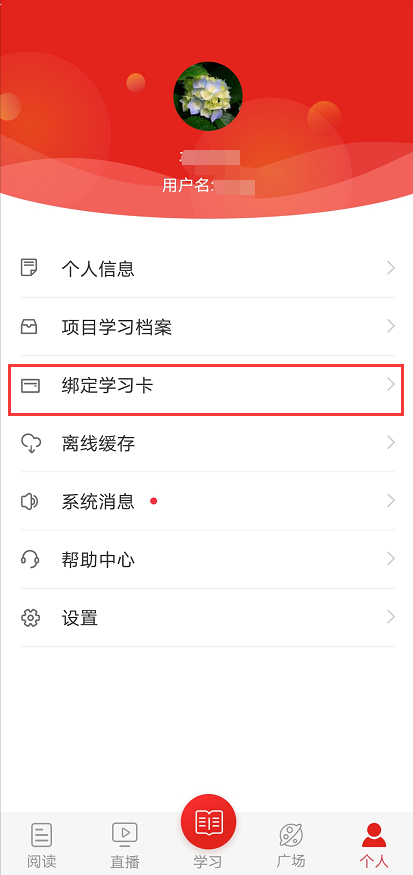 用户名:
个人信息
项目学习档案
绑定学习卡
离线缓存
系统消息
帮助中心
设置
阅读
直播
学习
广场
个人